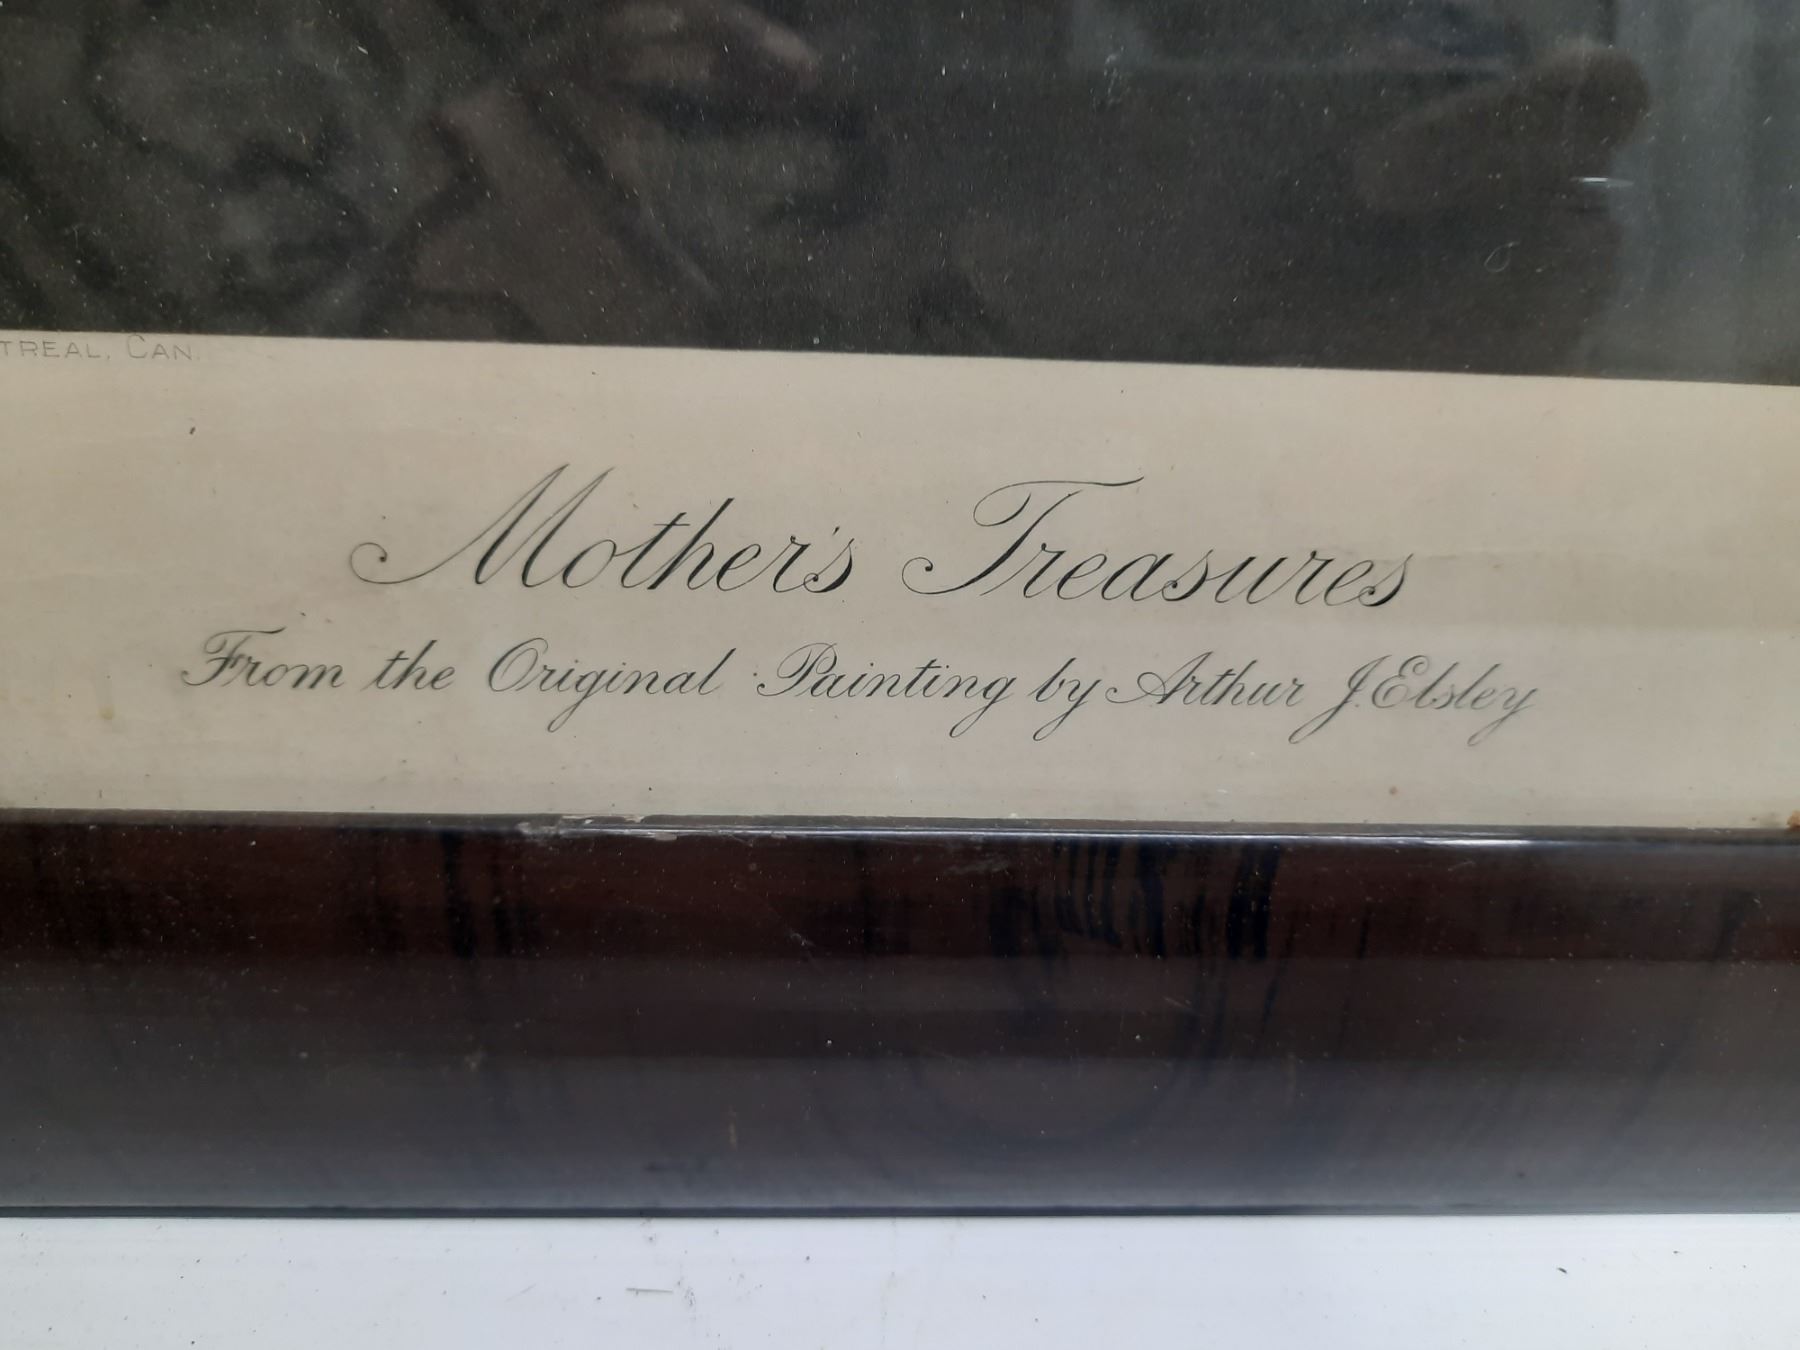 TREAL, CAN.
Mother's Treasures
From the Original Painting by Arthur J. Elsley